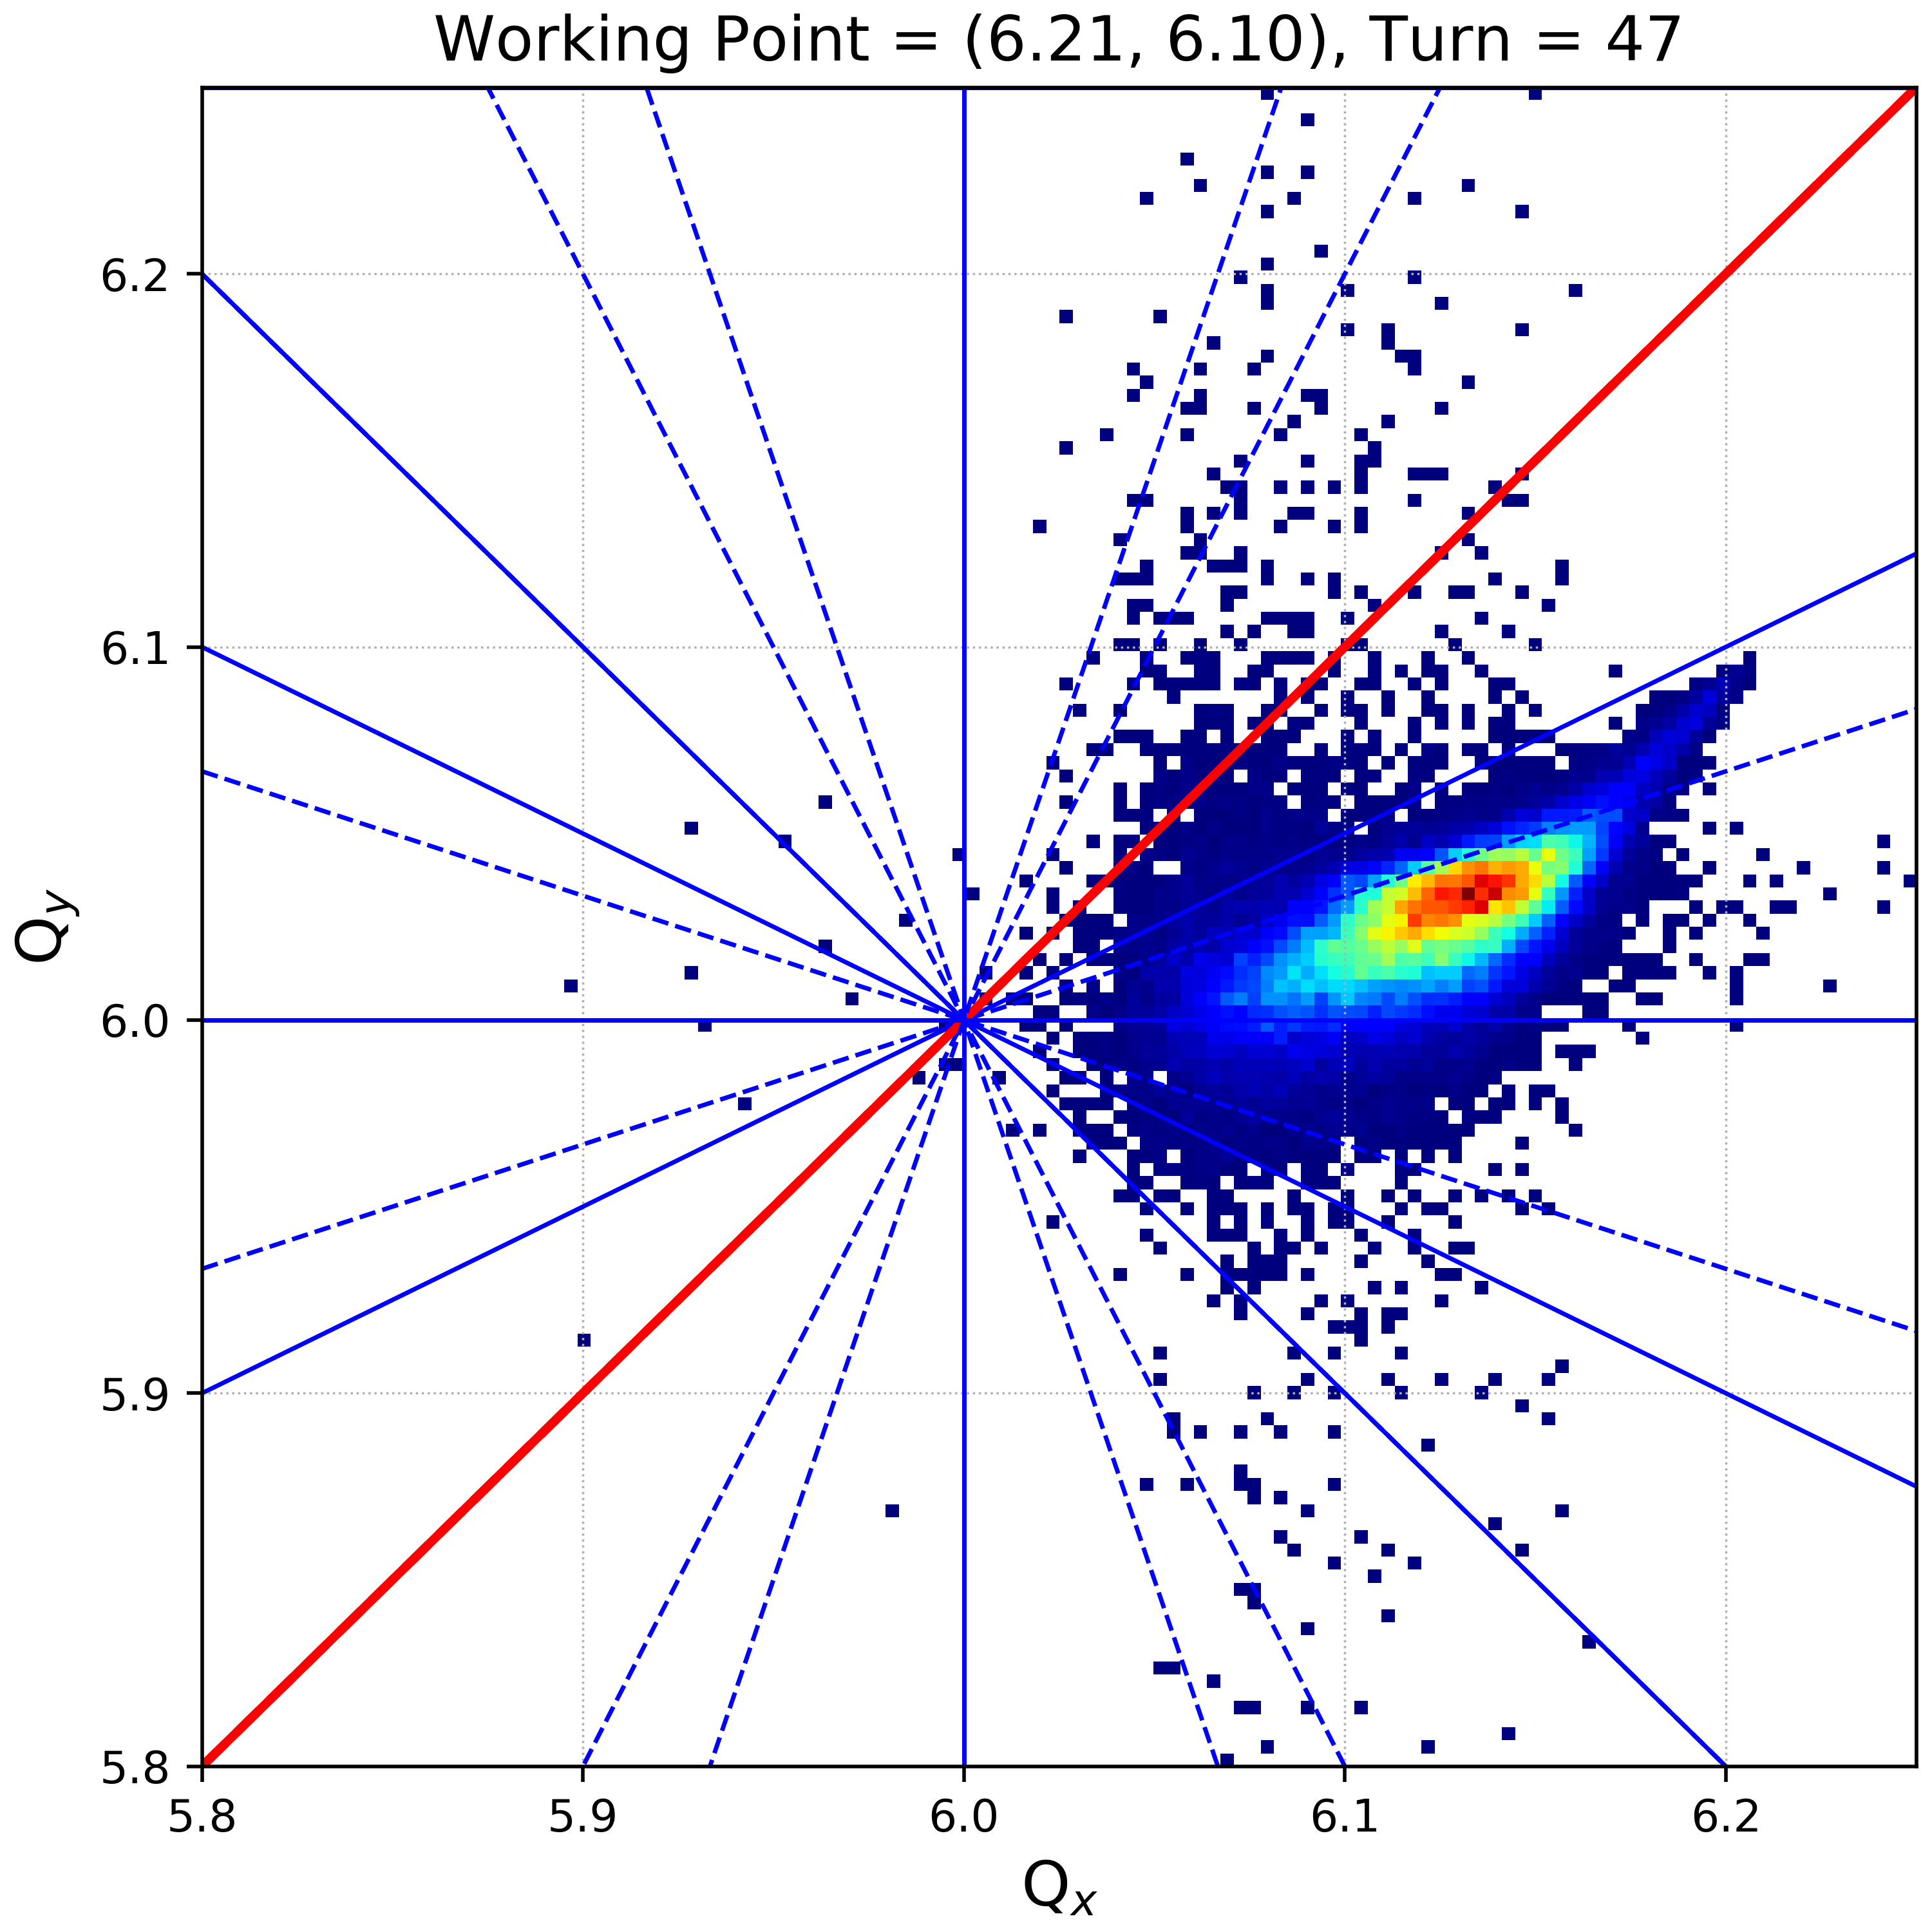 Working Point = (6.21, 6.10), Turn = 47
6.2
6.1
6.0
5.9
5.8
Qy
5.8 5.9 6.0 6.1 6.2
Qx